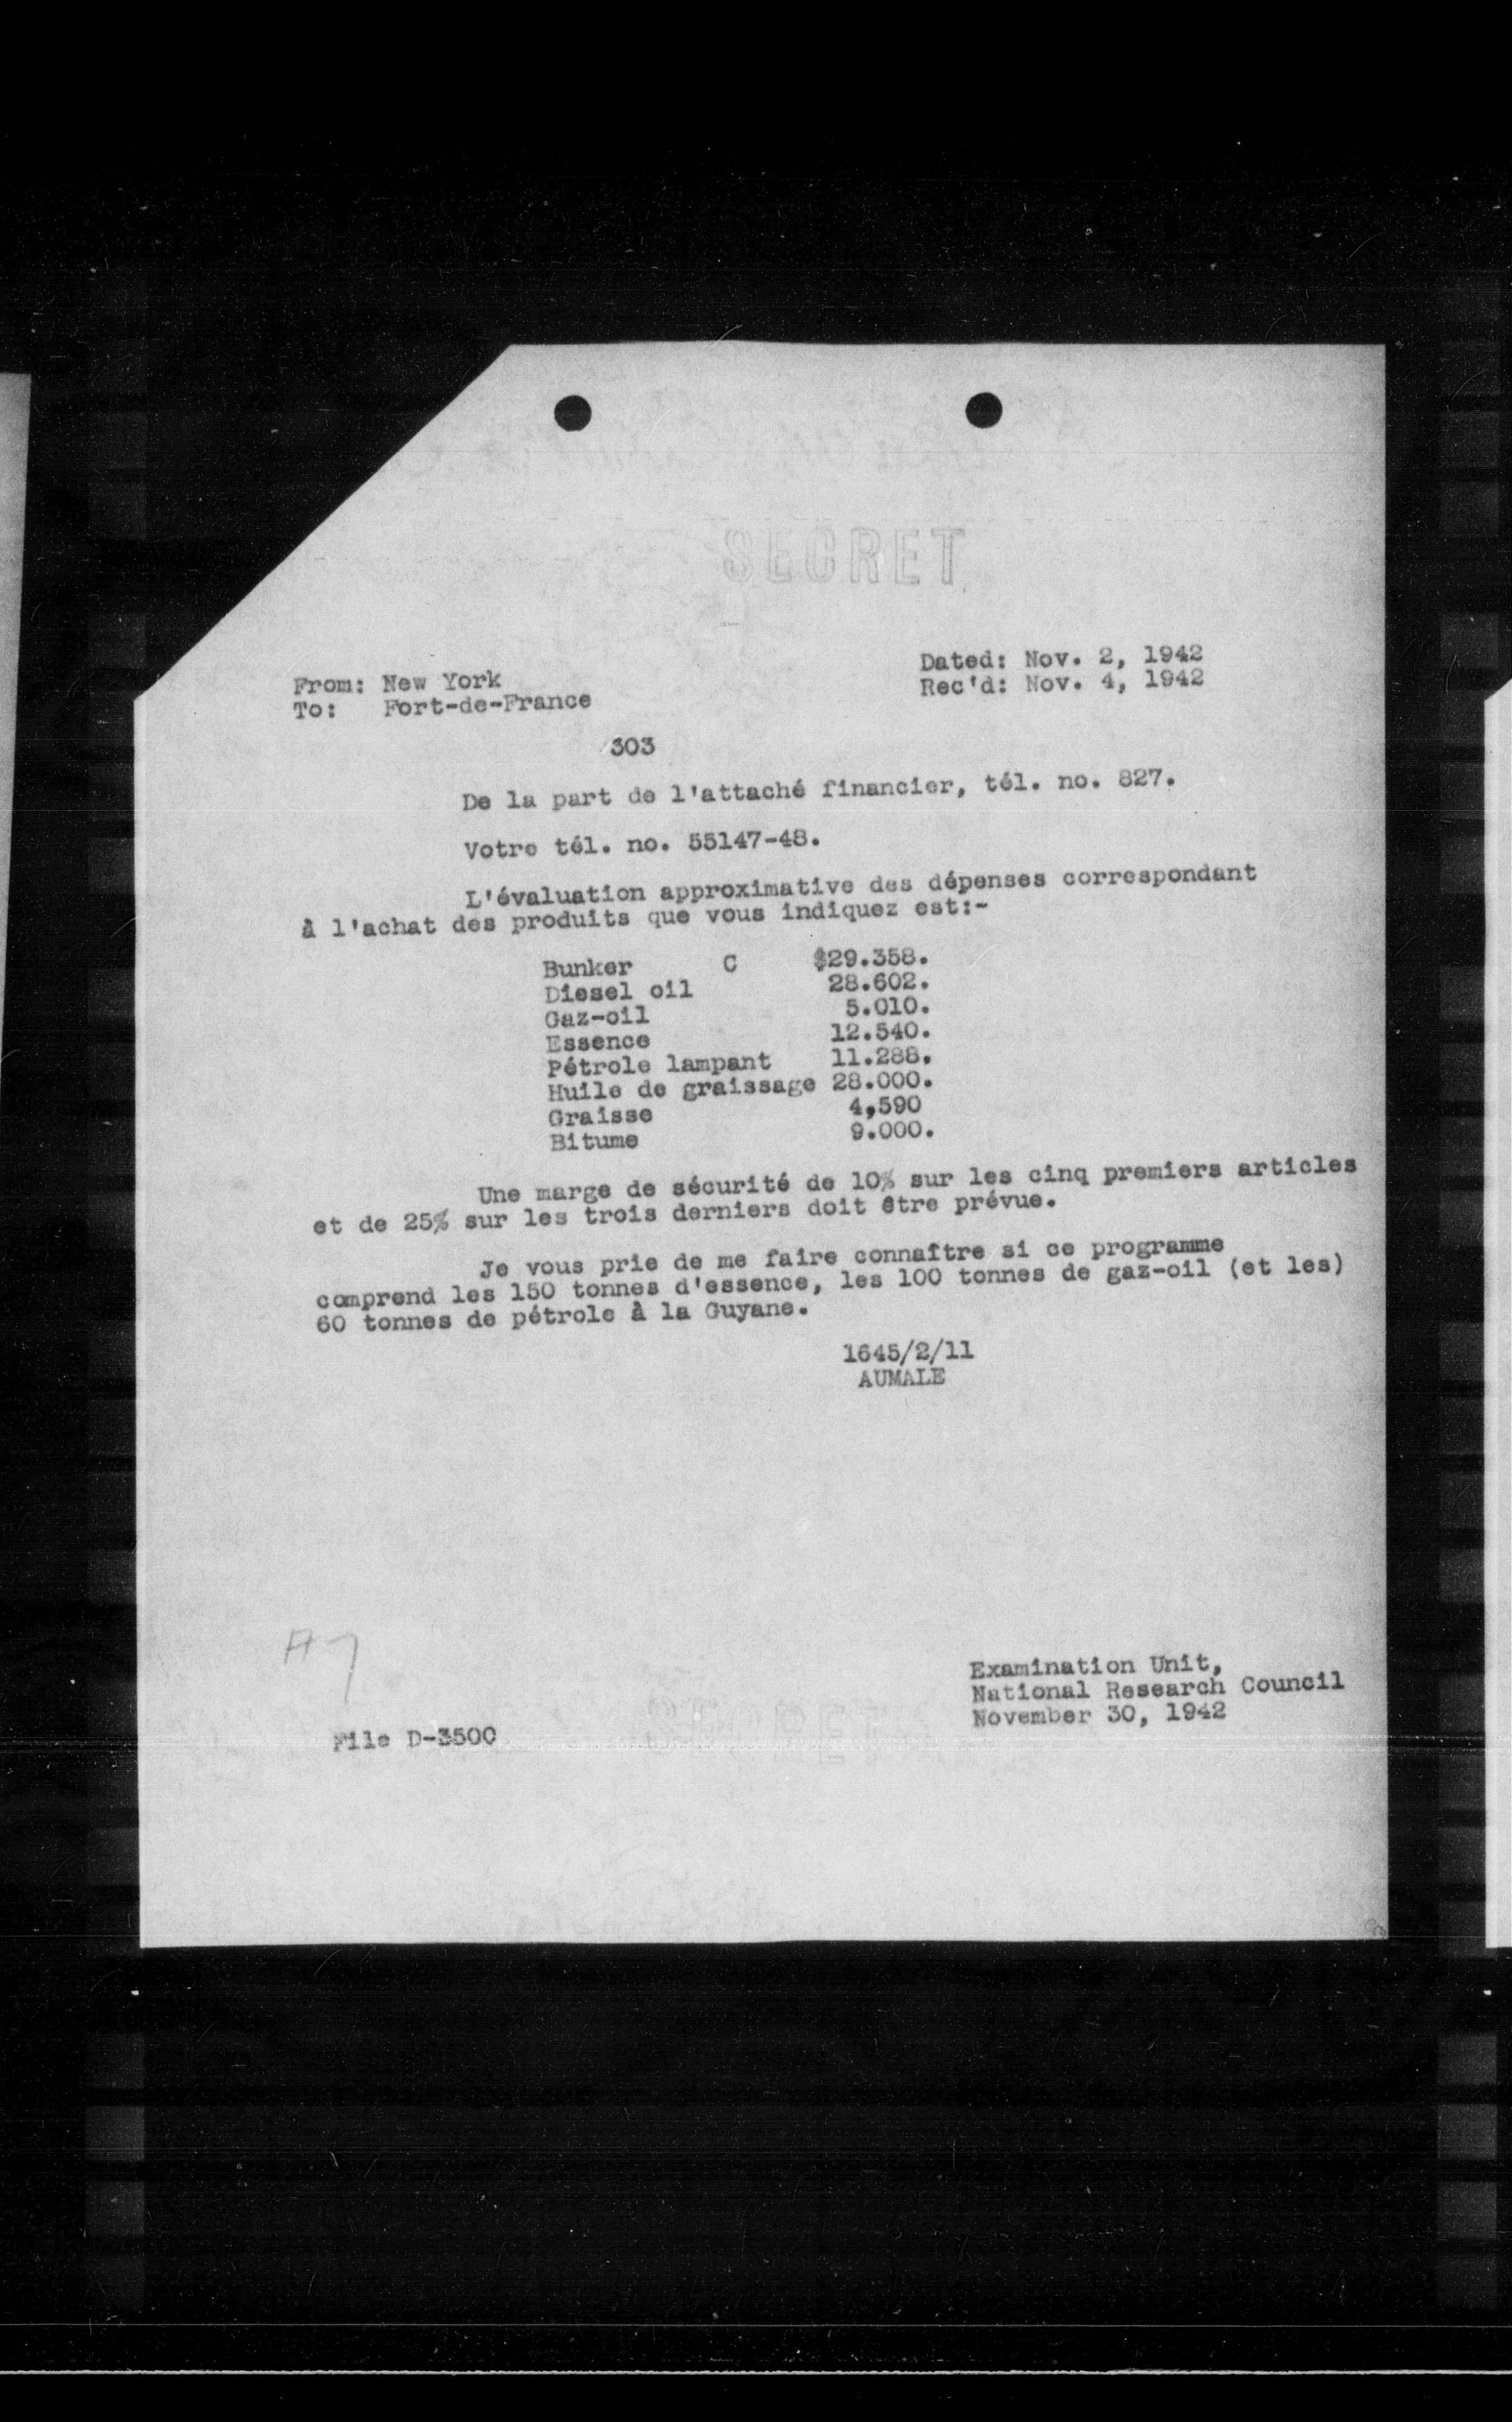 SECRET
Dated: Nov. 2, 1942
Rec'd: Nov. 4, 1942
From: New York
To: Fort-de-France
303
De la part de l'attaché financier, tél. no. 827.
Votre tél. no. 55147-48.
L'évaluation approximative des dépenses correspondant
à l'achat des produits que vous indiquez est:-
Bunker C $29.358.
Diesel oil 28.602.
Gaz-oil 5.010.
Essence 12.540.
Pétrole lampant 11.288.
Huile de graissage 28.000.
Graisse 4,590
Bitume 9.000.
Une marge de sécurité de 10% sur les cinq premiers articles
et de 25% sur les trois derniers doit être prévue.
Je vous prie de me faire connaître si ce programme
comprend les 150 tonnes d'essence, les 100 tonnes de gaz-oil (et les)
60 tonnes de pétrole à la Guyane.
1645/2/11
AUMALE
Examination Unit,
National Research Council
November 30, 1942
File D-3500
SECRET